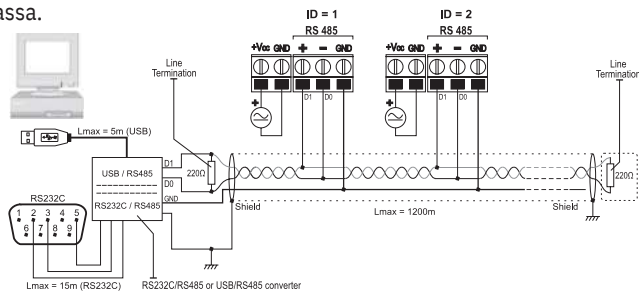 assa.
ID = 1 ID = 2
RS 485 RS 485
+Vcc GND + − GND +Vcc GND + − GND
Line Termination
Line Termination
+ +
D1 D0 D1 D0
Lmax = 5m (USB)
USB / RS485
RS232C / RS485
D1
D0
GND
220Ω
220Ω
Shield
Shield
Lmax = 1200m
RS232C
1 2 3 4 5
6 7 8 9
Lmax = 15m (RS232C)
RS232C/RS485 or USB/RS485 converter